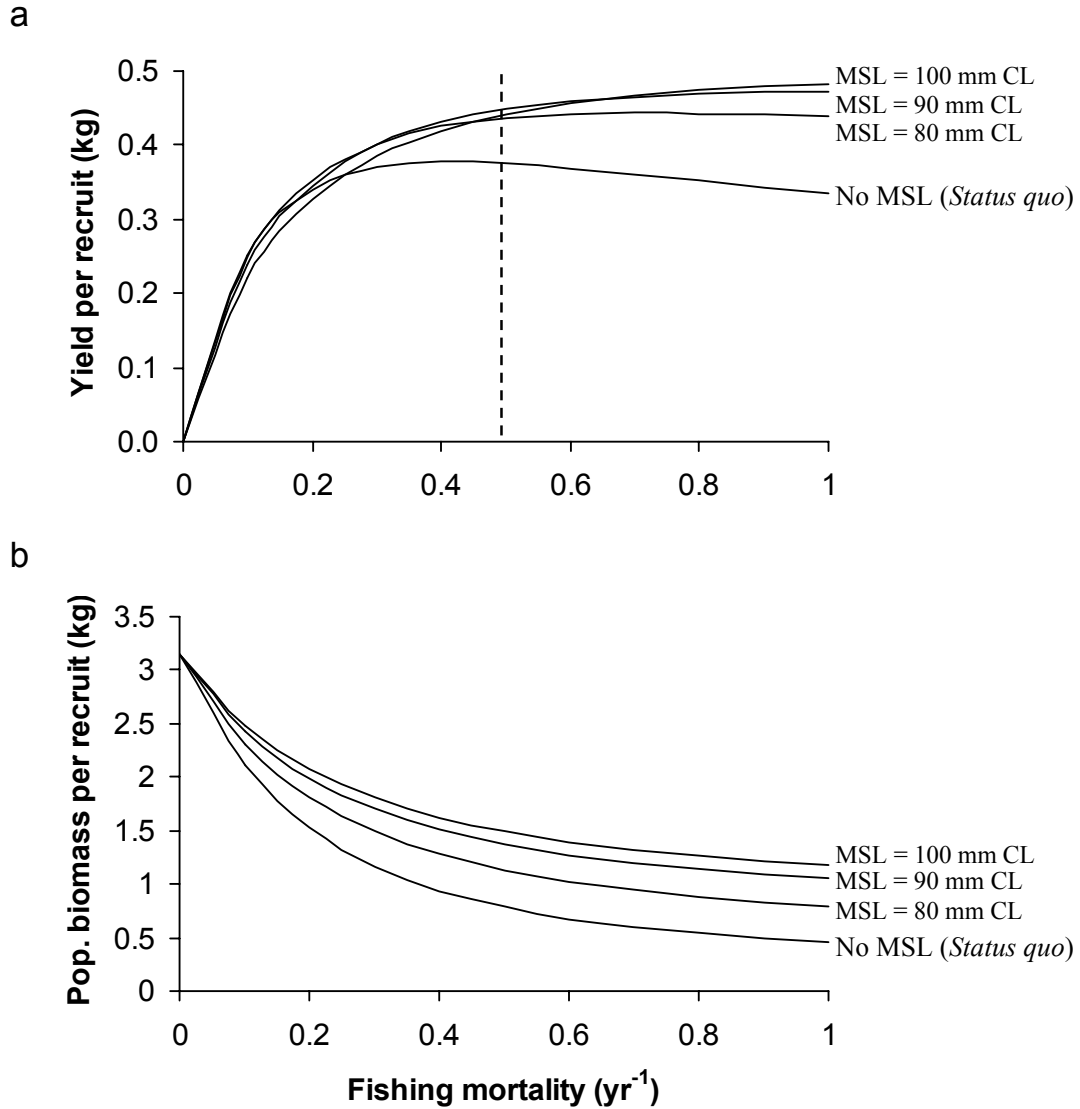 a
Yield per recruit (kg)
0.5
0.4
0.3
0.2
0.1
0.0
0 0.2 0.4 0.6 0.8 1
MSL = 100 mm CL
MSL = 90 mm CL
MSL = 80 mm CL
No MSL (Status quo)
b
Pop. biomass per recruit (kg)
3.5
3
2.5
2
1.5
1
0.5
0
0 0.2 0.4 0.6 0.8 1
MSL = 100 mm CL
MSL = 90 mm CL
MSL = 80 mm CL
No MSL (Status quo)
Fishing mortality (yr⁻¹)